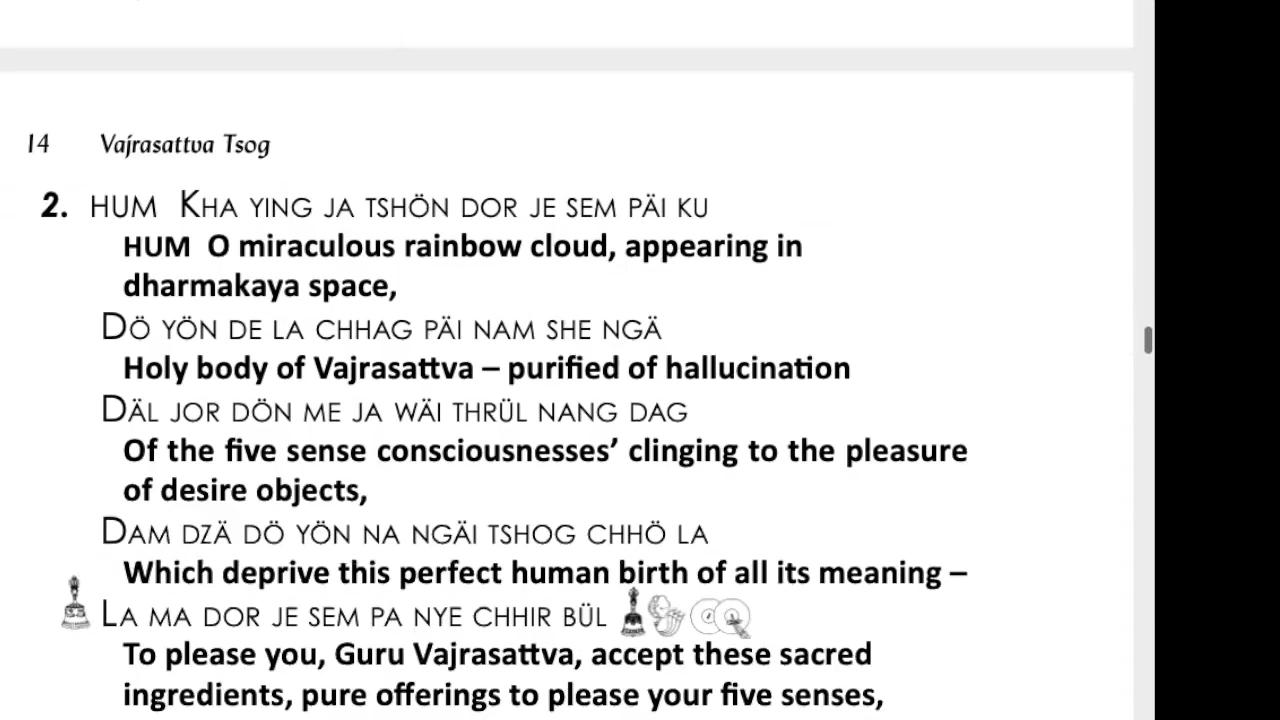 14 Vajrasattva Tsog
2. HUM KHA YING JA TSHÖN DOR JE SEM PÄI KU
HUM O miraculous rainbow cloud, appearing in
dharmakaya space,
DÖ YÖN DE LA CHHAG PÄI NAM SHE NGÄ
Holy body of Vajrasattva – purified of hallucination
DÄL JOR DÖN ME JA WÄI THRÜL NANG DAG
Of the five sense consciousnesses’ clinging to the pleasure
of desire objects,
DAM DZÄ DÖ YÖN NA NGÄI TSHOG CHHÖ LA
Which deprive this perfect human birth of all its meaning –
LA MA DOR JE SEM PA NYE CHHIR BÜL
To please you, Guru Vajrasattva, accept these sacred
ingredients, pure offerings to please your five senses,